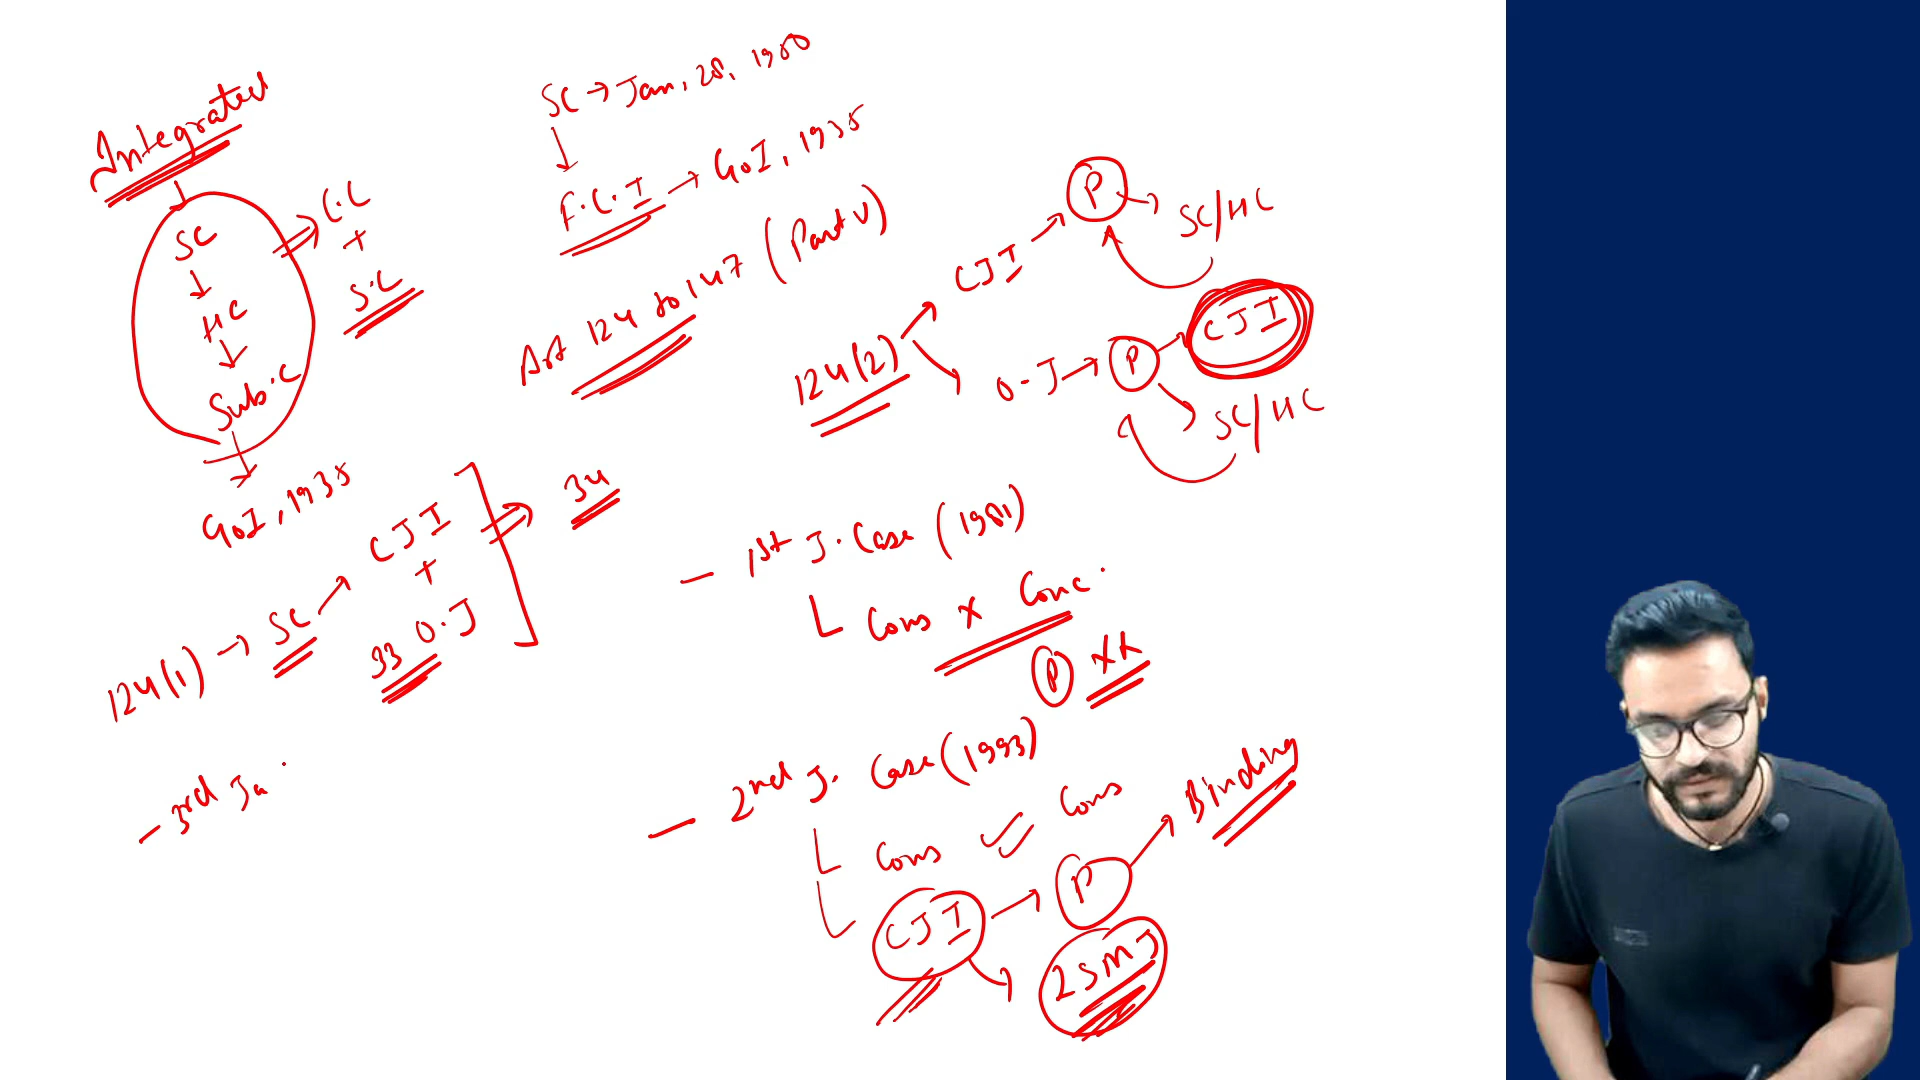 Integrated
SC
HC
Sub.C
GoI, 1935
C.C
+
S.C
SC → Jan, 28, 1950
F.C.I → GoI, 1935
Art 124 to 147 (Part V)
124(2)
CJI → P → SC/HC
O-J → P → CJI
SC/HC
124(1) → SC
CJI
+
33 O.J
34
- 1st J. Case (1981)
Cons x Conc.
P xx
- 2nd J. Case (1993)
Cons = Cons
CJI → P → Binding
2SMJ
- 3rd Ja